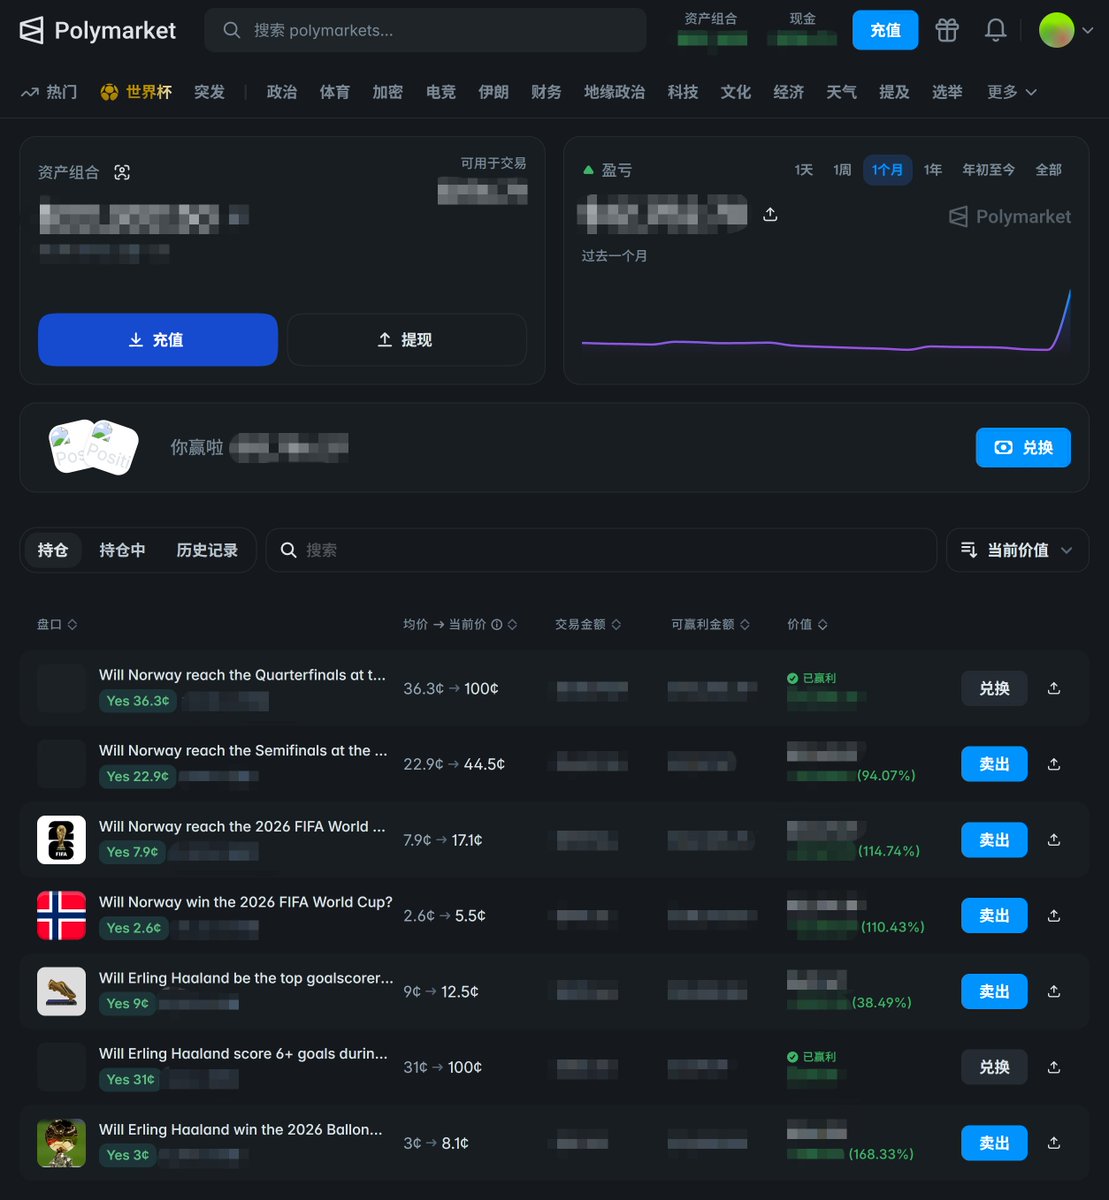 Polymarket
搜索 polymarkets...
资产组合
现金
充值
热门
世界杯
突发
政治
体育
加密
电竞
伊朗
财务
地缘政治
科技
文化
经济
天气
提及
选举
更多
资产组合
可用于交易
充值
提现
盈亏
1天
1周
1个月
1年
年初至今
全部
Polymarket
过去一个月
Pos
Positi
你赢啦
兑换
持仓
持仓中
历史记录
搜索
当前价值
盘口
均价 → 当前价
交易金额
可赢利金额
价值
Will Norway reach the Quarterfinals at t...
Yes 36.3¢
36.3¢ → 100¢
已赢利
兑换
Will Norway reach the Semifinals at the ...
Yes 22.9¢
22.9¢ → 44.5¢
(94.07%)
卖出
FIFA
Will Norway reach the 2026 FIFA World ...
Yes 7.9¢
7.9¢ → 17.1¢
(114.74%)
卖出
Will Norway win the 2026 FIFA World Cup?
Yes 2.6¢
2.6¢ → 5.5¢
(110.43%)
卖出
Will Erling Haaland be the top goalscorer...
Yes 9¢
9¢ → 12.5¢
(38.49%)
卖出
Will Erling Haaland score 6+ goals durin...
Yes 31¢
31¢ → 100¢
已赢利
兑换
Will Erling Haaland win the 2026 Ballon...
Yes 3¢
3¢ → 8.1¢
(168.33%)
卖出